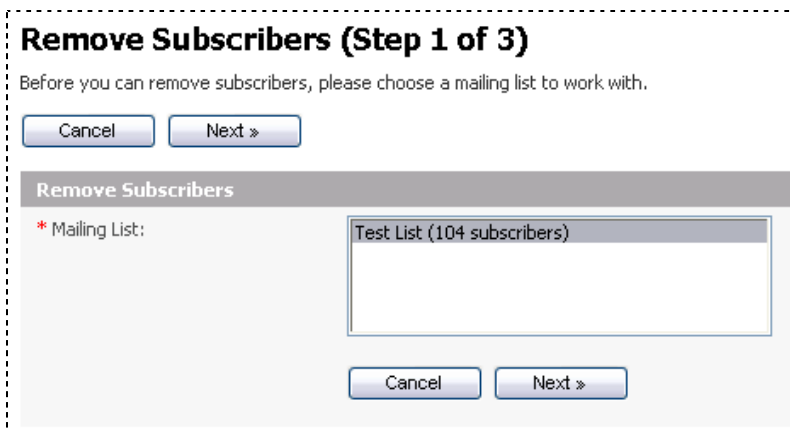 Remove Subscribers (Step 1 of 3)
Before you can remove subscribers, please choose a mailing list to work with.
Cancel Next »
Remove Subscribers
* Mailing List: Test List (104 subscribers)
Cancel Next »